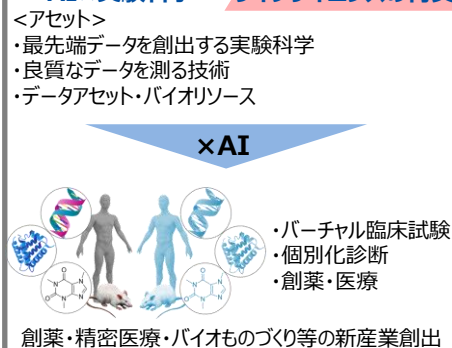 <アセット>
・最先端データを創出する実験科学
・良質なデータを測る技術
・データアセット・バイオリソース
×AI
・バーチャル臨床試験
・個別化診断
・創薬・医療
創薬・精密医療・バイオものづくり等の新産業創出